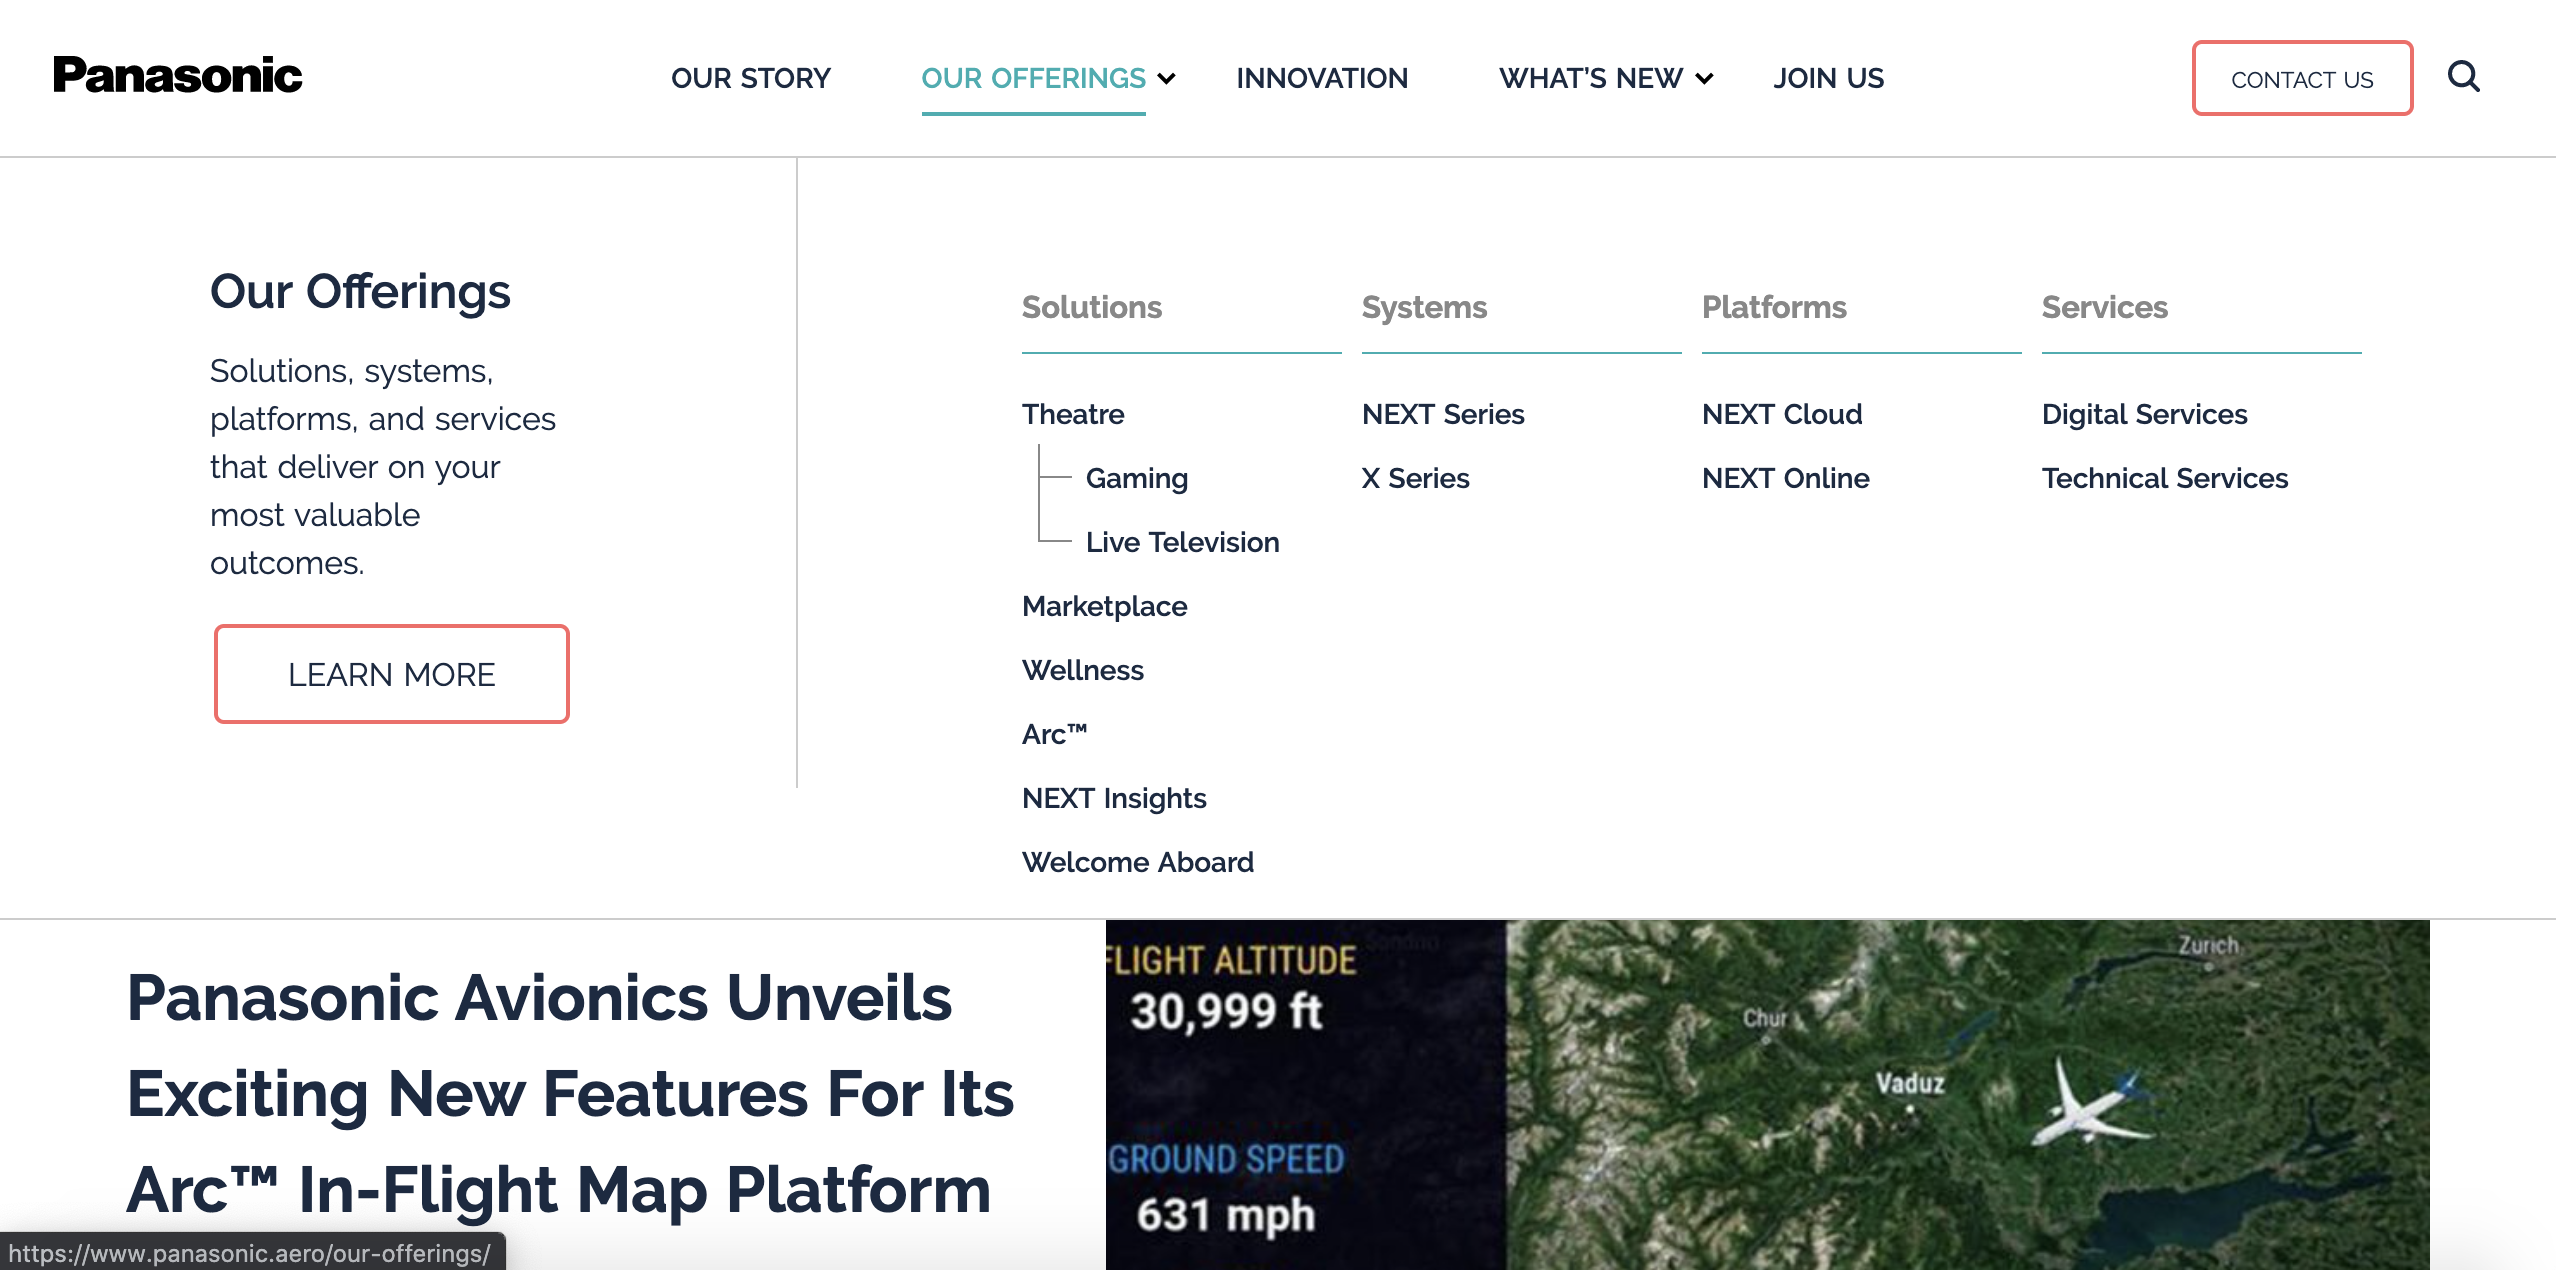 Panasonic
OUR STORY
OUR OFFERINGS
INNOVATION
WHAT'S NEW
JOIN US
CONTACT US
Our Offerings
Solutions, systems,
platforms, and services
that deliver on your
most valuable
outcomes.
LEARN MORE
Solutions
Theatre
Gaming
Live Television
Marketplace
Wellness
Arc™
NEXT Insights
Welcome Aboard
Systems
NEXT Series
X Series
Platforms
NEXT Cloud
NEXT Online
Services
Digital Services
Technical Services
Panasonic Avionics Unveils
Exciting New Features For Its
Arc™ In-Flight Map Platform
FLIGHT ALTITUDE
30,999 ft
GROUND SPEED
631 mph
Zurich
Chur
Vaduz
https://www.panasonic.aero/our-offerings/